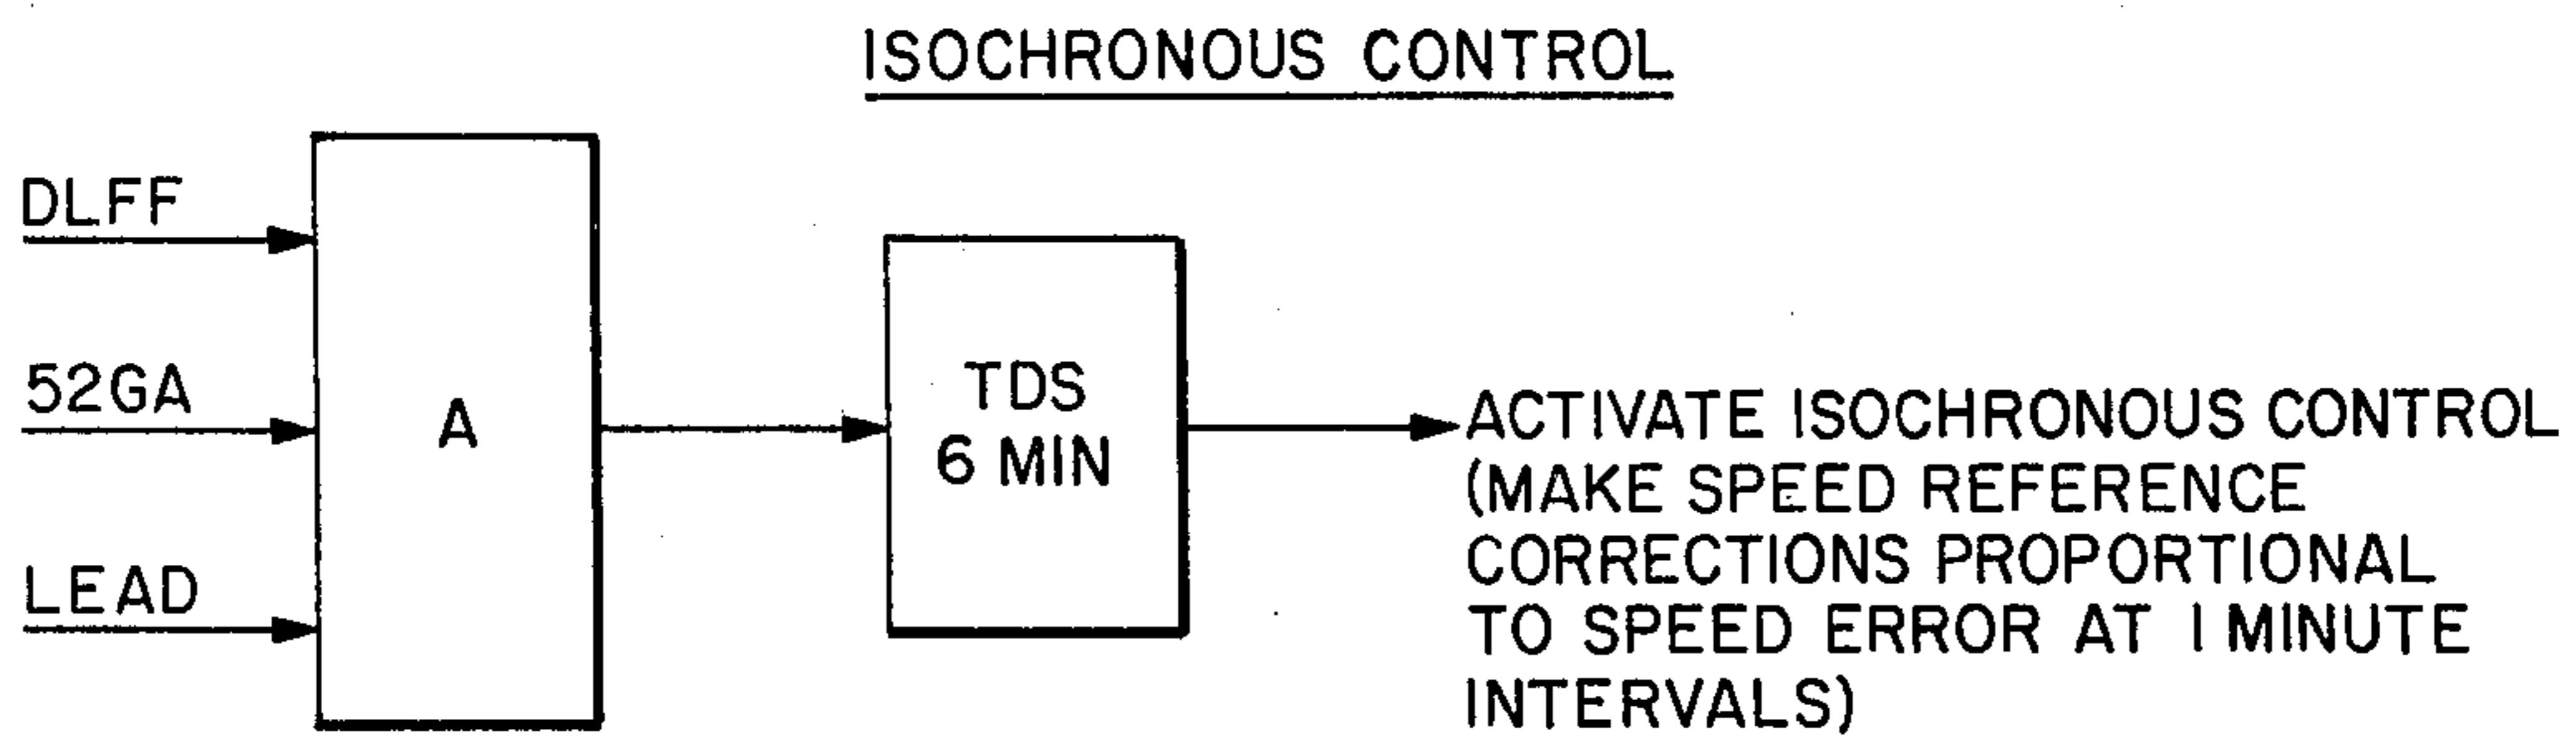 ISOCHRONOUS CONTROL
DLFF
52GA
LEAD
A
TDS
6 MIN
ACTIVATE ISOCHRONOUS CONTROL
(MAKE SPEED REFERENCE
CORRECTIONS PROPORTIONAL
TO SPEED ERROR AT 1 MINUTE
INTERVALS)